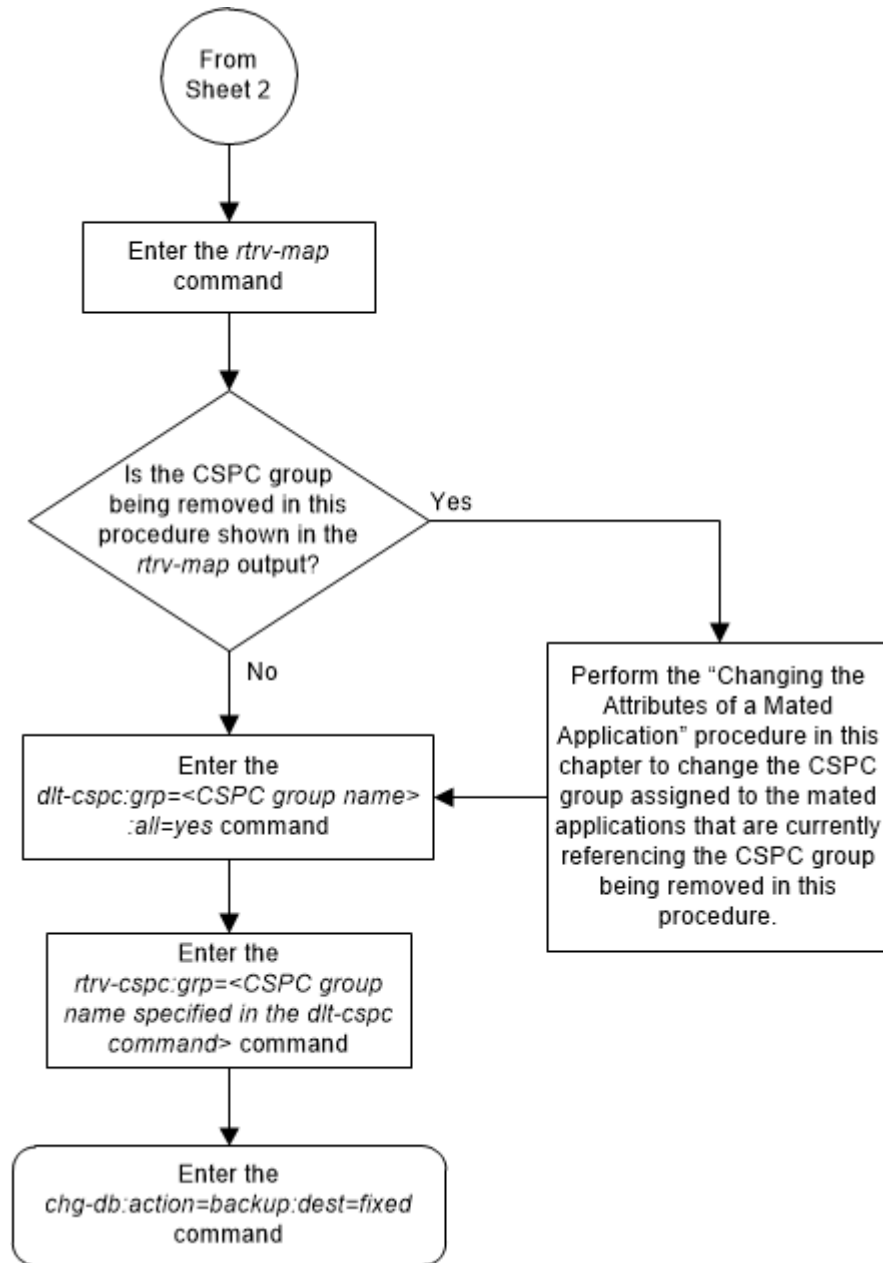 From
Sheet 2
Enter the rtrv-map
command
Is the CSPC group
being removed in this
procedure shown in the
rtrv-map output?
Yes
No
Perform the “Changing the
Attributes of a Mated
Application” procedure in this
chapter to change the CSPC
group assigned to the mated
applications that are currently
referencing the CSPC group
being removed in this
procedure.
Enter the
dlt-cspc:grp=<CSPC group name>
:all=yes command
Enter the
rtrv-cspc:grp=<CSPC group
name specified in the dlt-cspc
command> command
Enter the
chg-db:action=backup:dest=fixed
command